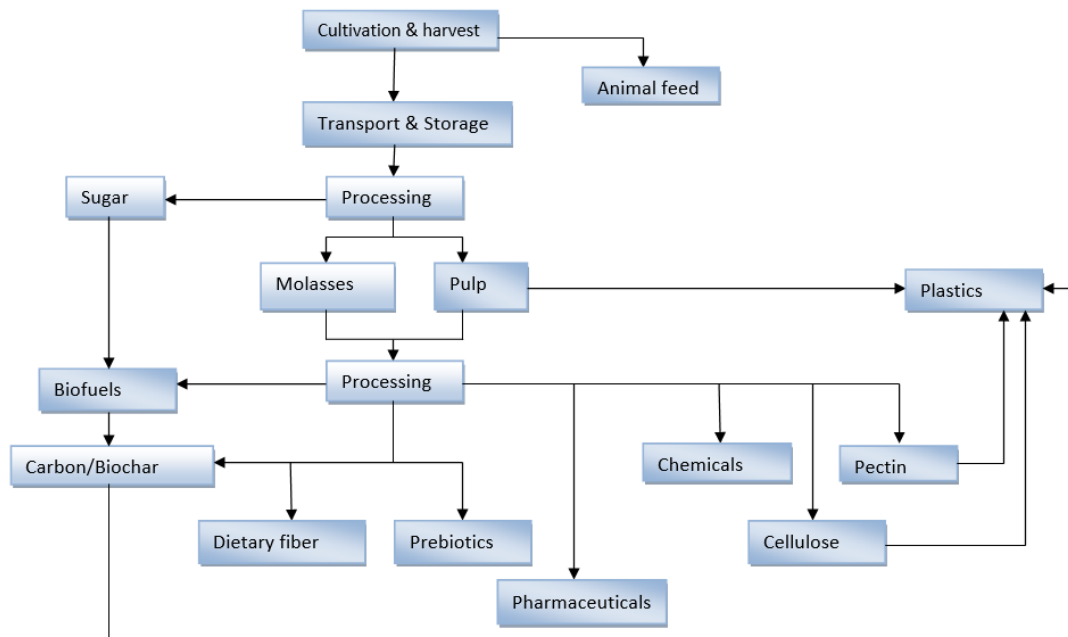 Cultivation & harvest
Animal feed
Transport & Storage
Sugar
Processing
Molasses
Pulp
Plastics
Biofuels
Processing
Carbon/Biochar
Chemicals
Pectin
Dietary fiber
Prebiotics
Cellulose
Pharmaceuticals